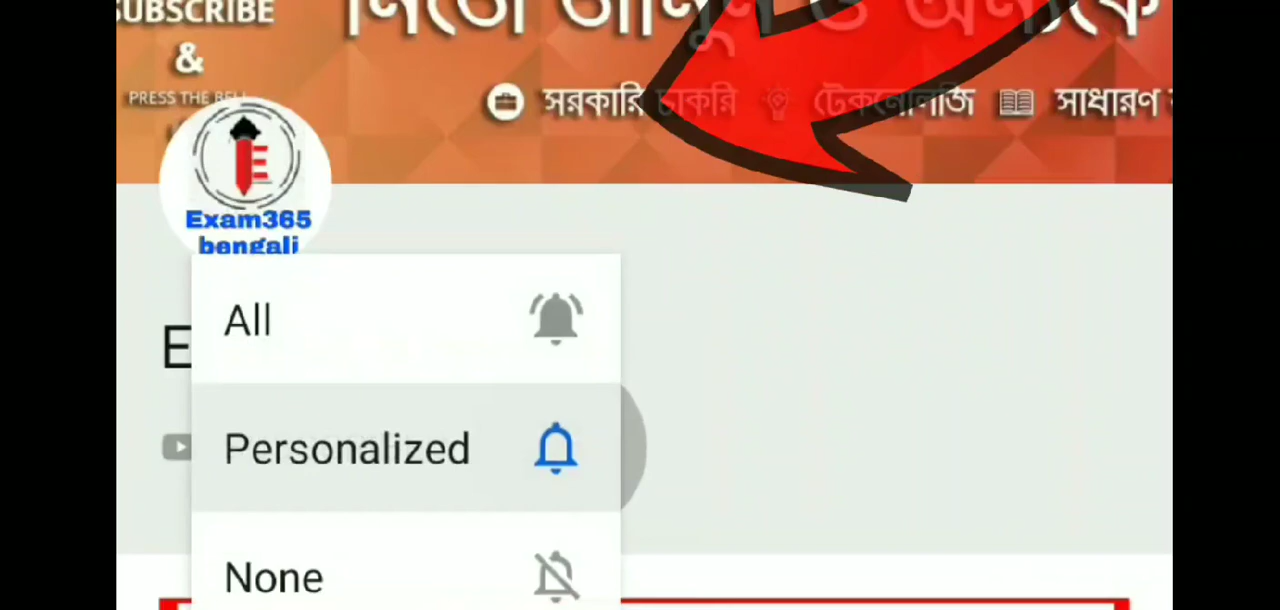 SUBSCRIBE
&
PRESS THE BELL
সরকারি চাকরি টেকনোলজি সাধারণ
Exam365
bengali
All
E
Personalized
None